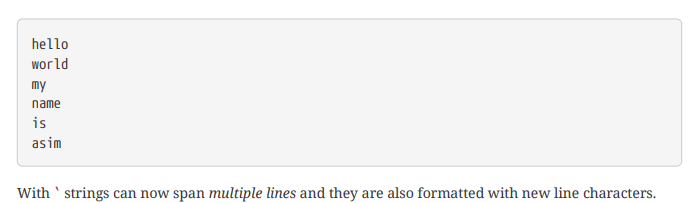 hello
world
my
name
is
asim
With ` strings can now span multiple lines and they are also formatted with new line characters.